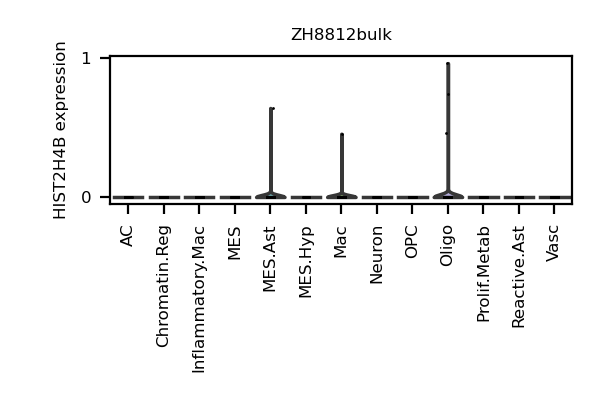 ZH8812bulk
HIST2H4B expression
1
0
AC
Chromatin.Reg
Inflammatory.Mac
MES
MES.Ast
MES.Hyp
Mac
Neuron
OPC
Oligo
Prolif.Metab
Reactive.Ast
Vasc